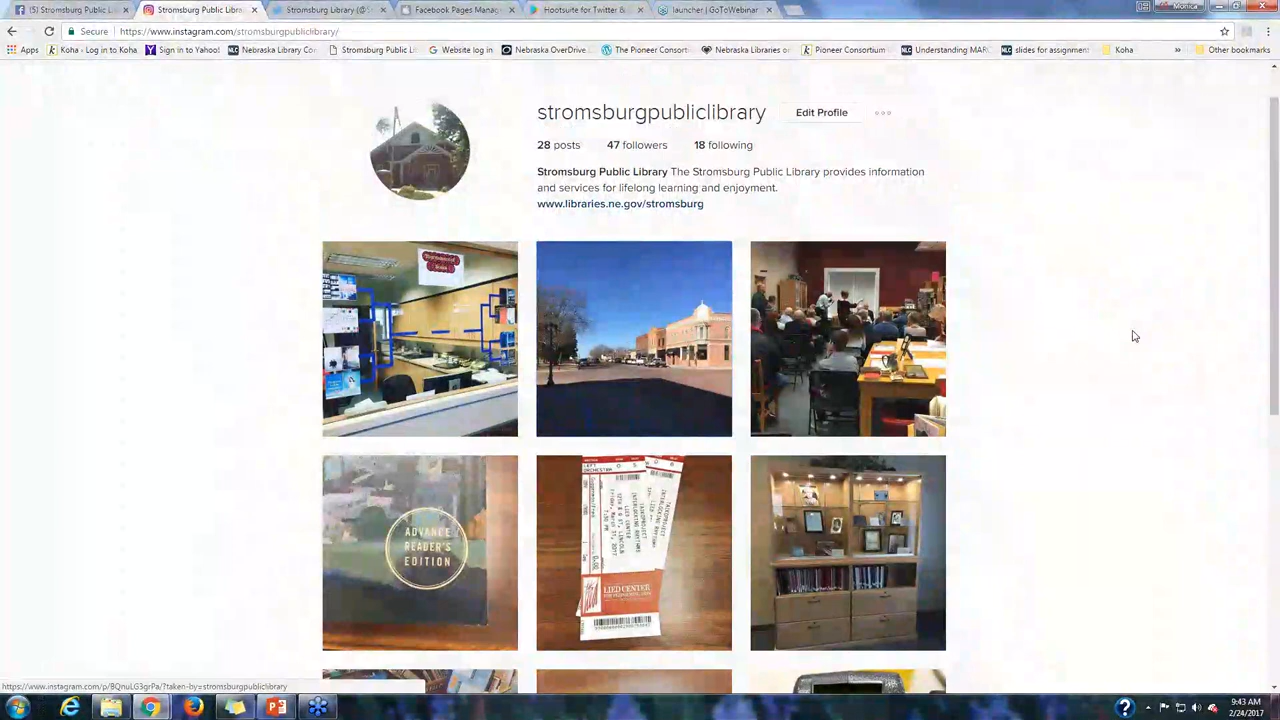 (5) Stromsburg Public Li
Stromsburg Public Libra
Stromsburg Library (@S
Facebook Pages Manag
Hootsuite for Twitter &
launcher | GoToWebinar
Monica
Secure
https://www.instagram.com/stromsburgpubliclibrary/
Apps
Koha - Log in to Koha
Sign in to Yahoo!
Nebraska Library Co
Stromsburg Public Li
Website log in
Nebraska OverDrive
The Pioneer Consort
Nebraska Libraries o
Pioneer Consortium
Understanding MARC
slides for assignment
Koha
»
Other bookmarks
stromsburgpubliclibrary
Edit Profile
28 posts
47 followers
18 following
Stromsburg Public Library The Stromsburg Public Library provides information
and services for lifelong learning and enjoyment.
www.libraries.ne.gov/stromsburg
ADVANCE
READER'S
EDITION
LIED CENTER
https://www.instagram.com/p/BQnuLG3grPa/?taken-by=stromsburgpubliclibrary
9:43 AM
2/24/2017